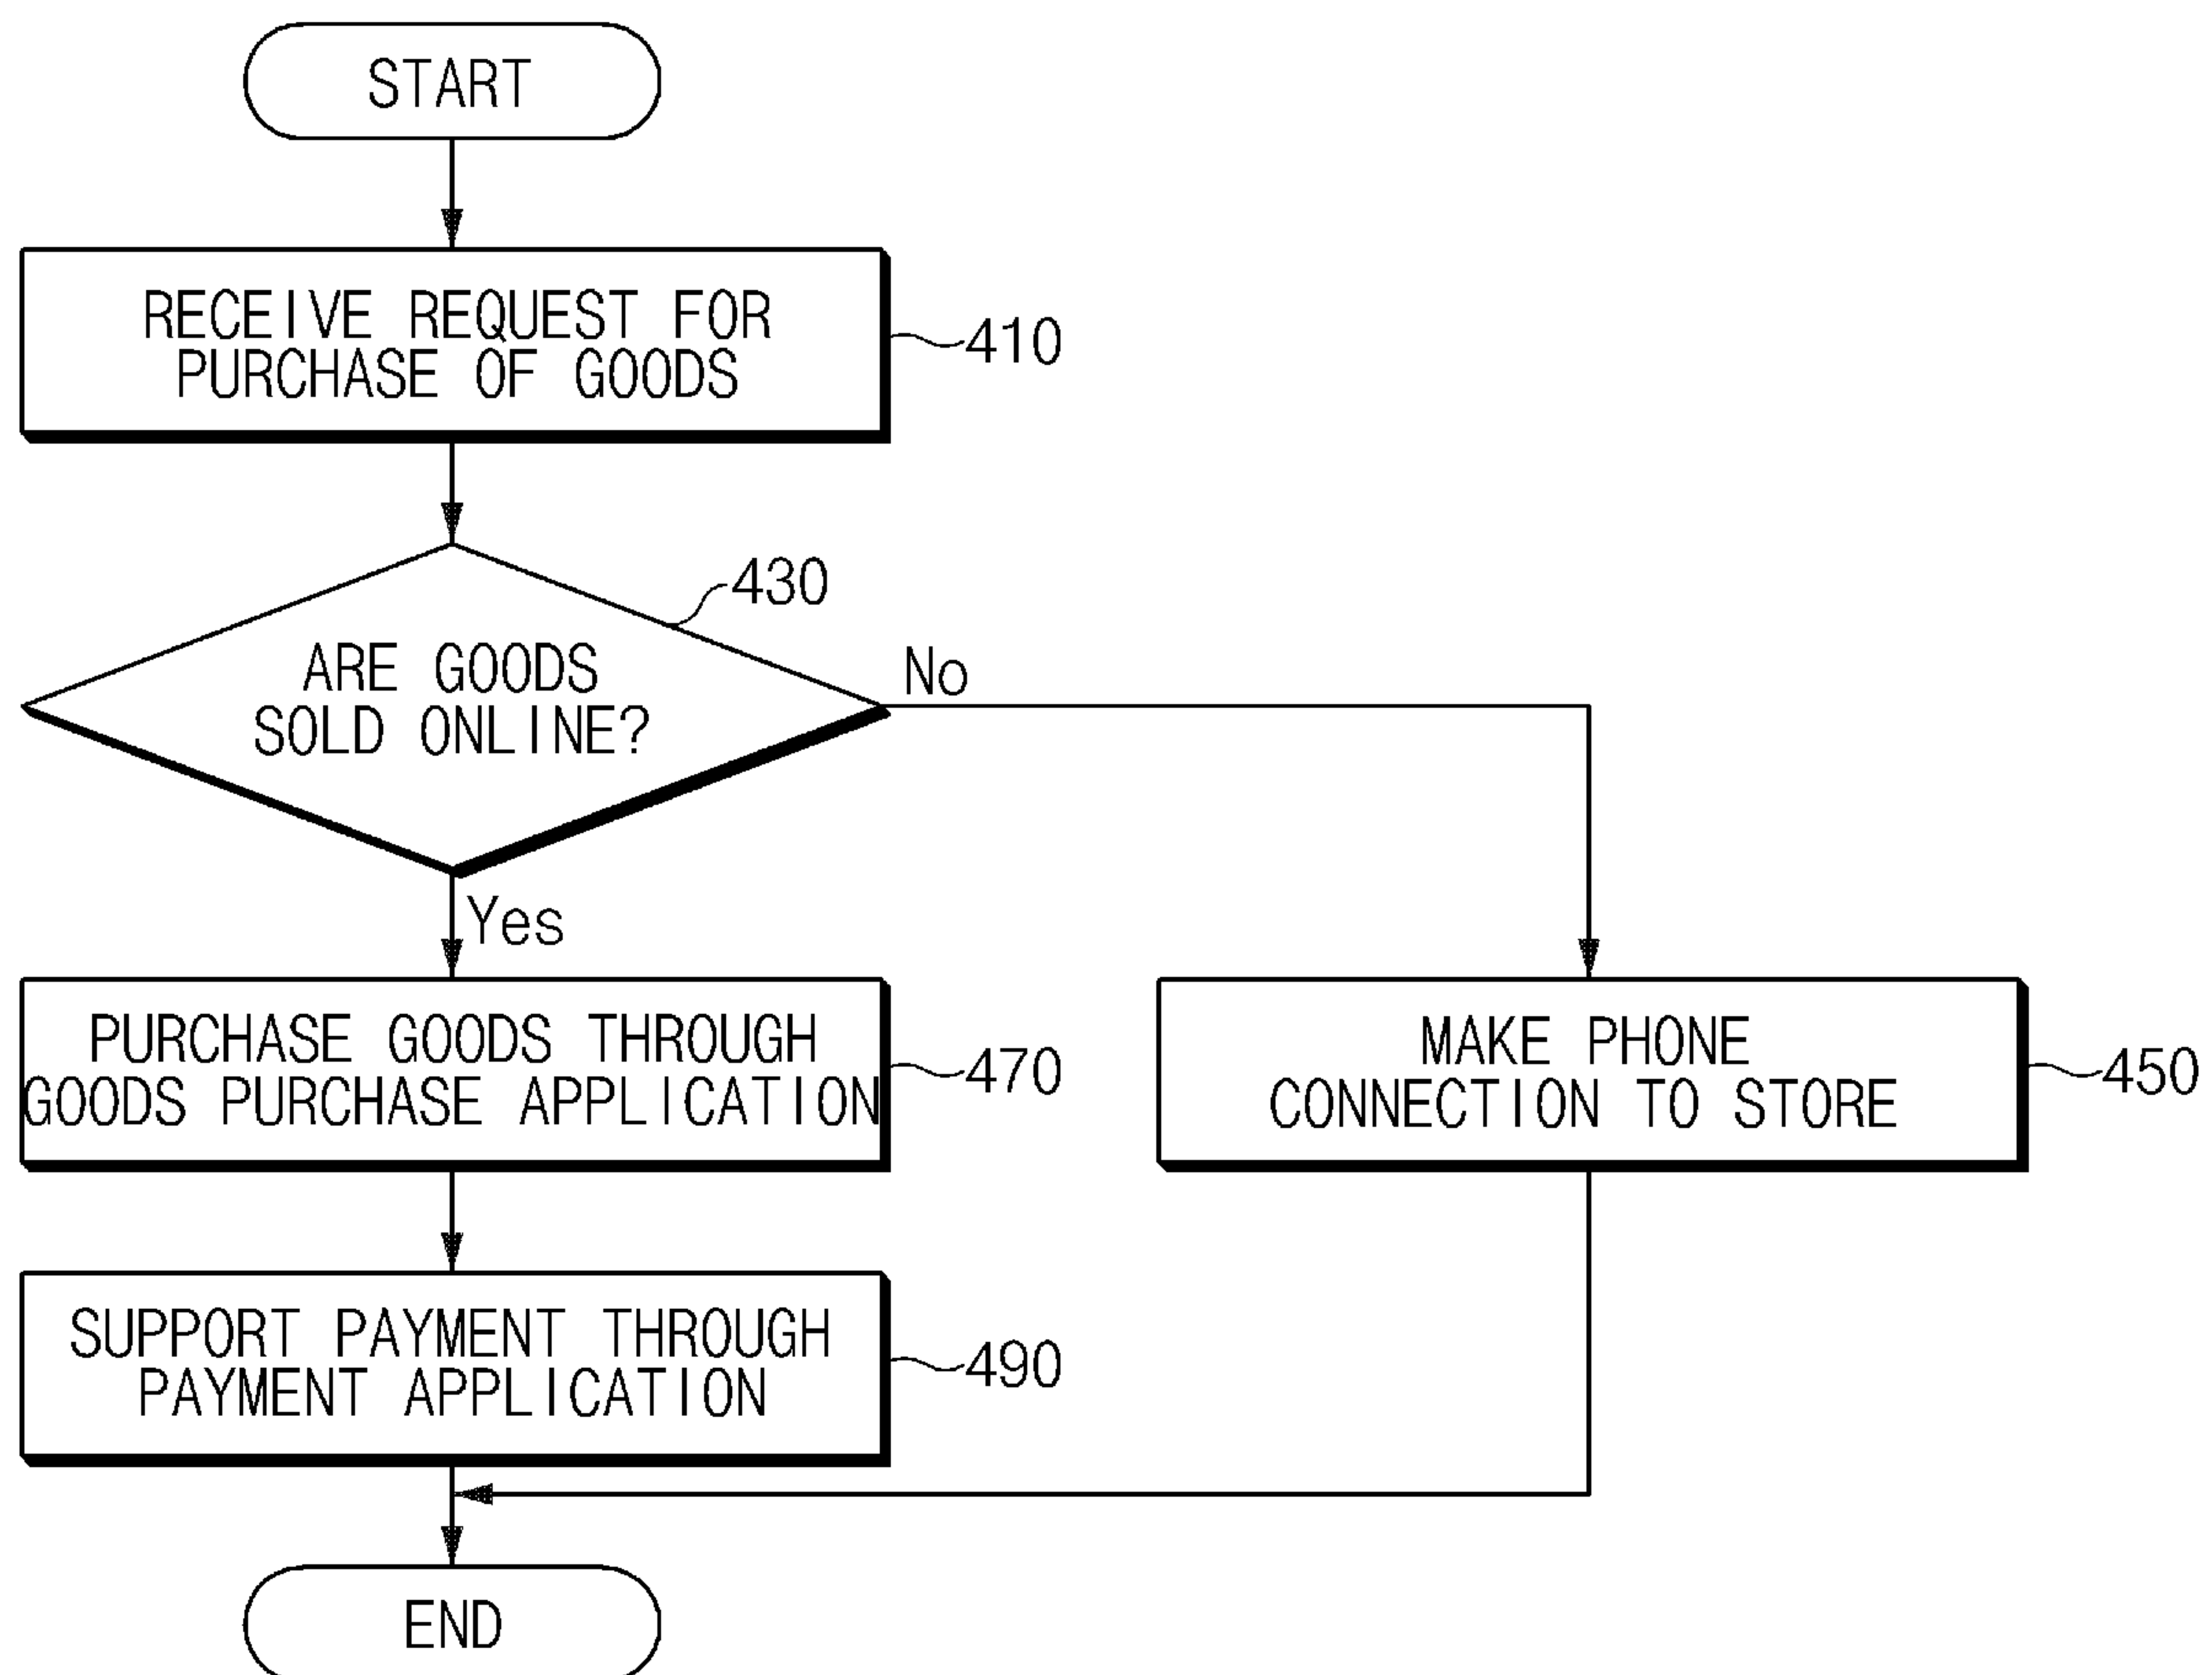 START
RECEIVE REQUEST FOR
PURCHASE OF GOODS
410
430
ARE GOODS
SOLD ONLINE?
No
Yes
PURCHASE GOODS THROUGH
GOODS PURCHASE APPLICATION
470
MAKE PHONE
CONNECTION TO STORE
450
SUPPORT PAYMENT THROUGH
PAYMENT APPLICATION
490
END